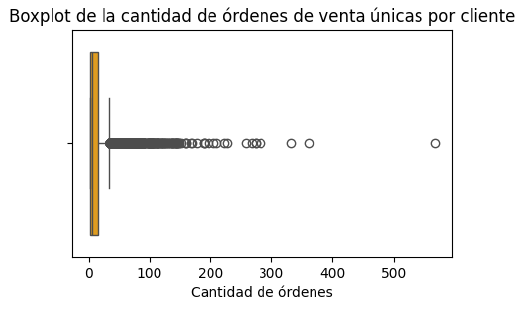 Boxplot de la cantidad de órdenes de venta únicas por cliente
0 100 200 300 400 500
Cantidad de órdenes